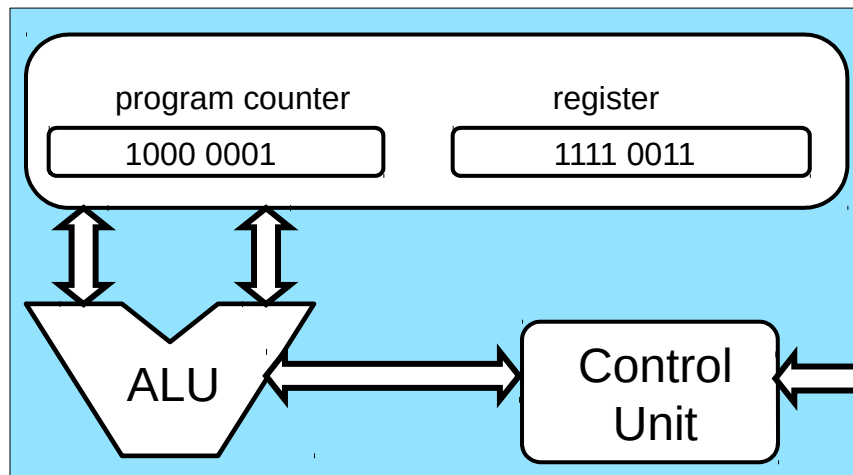 program counter
register
1000 0001
1111 0011
ALU
Control
Unit